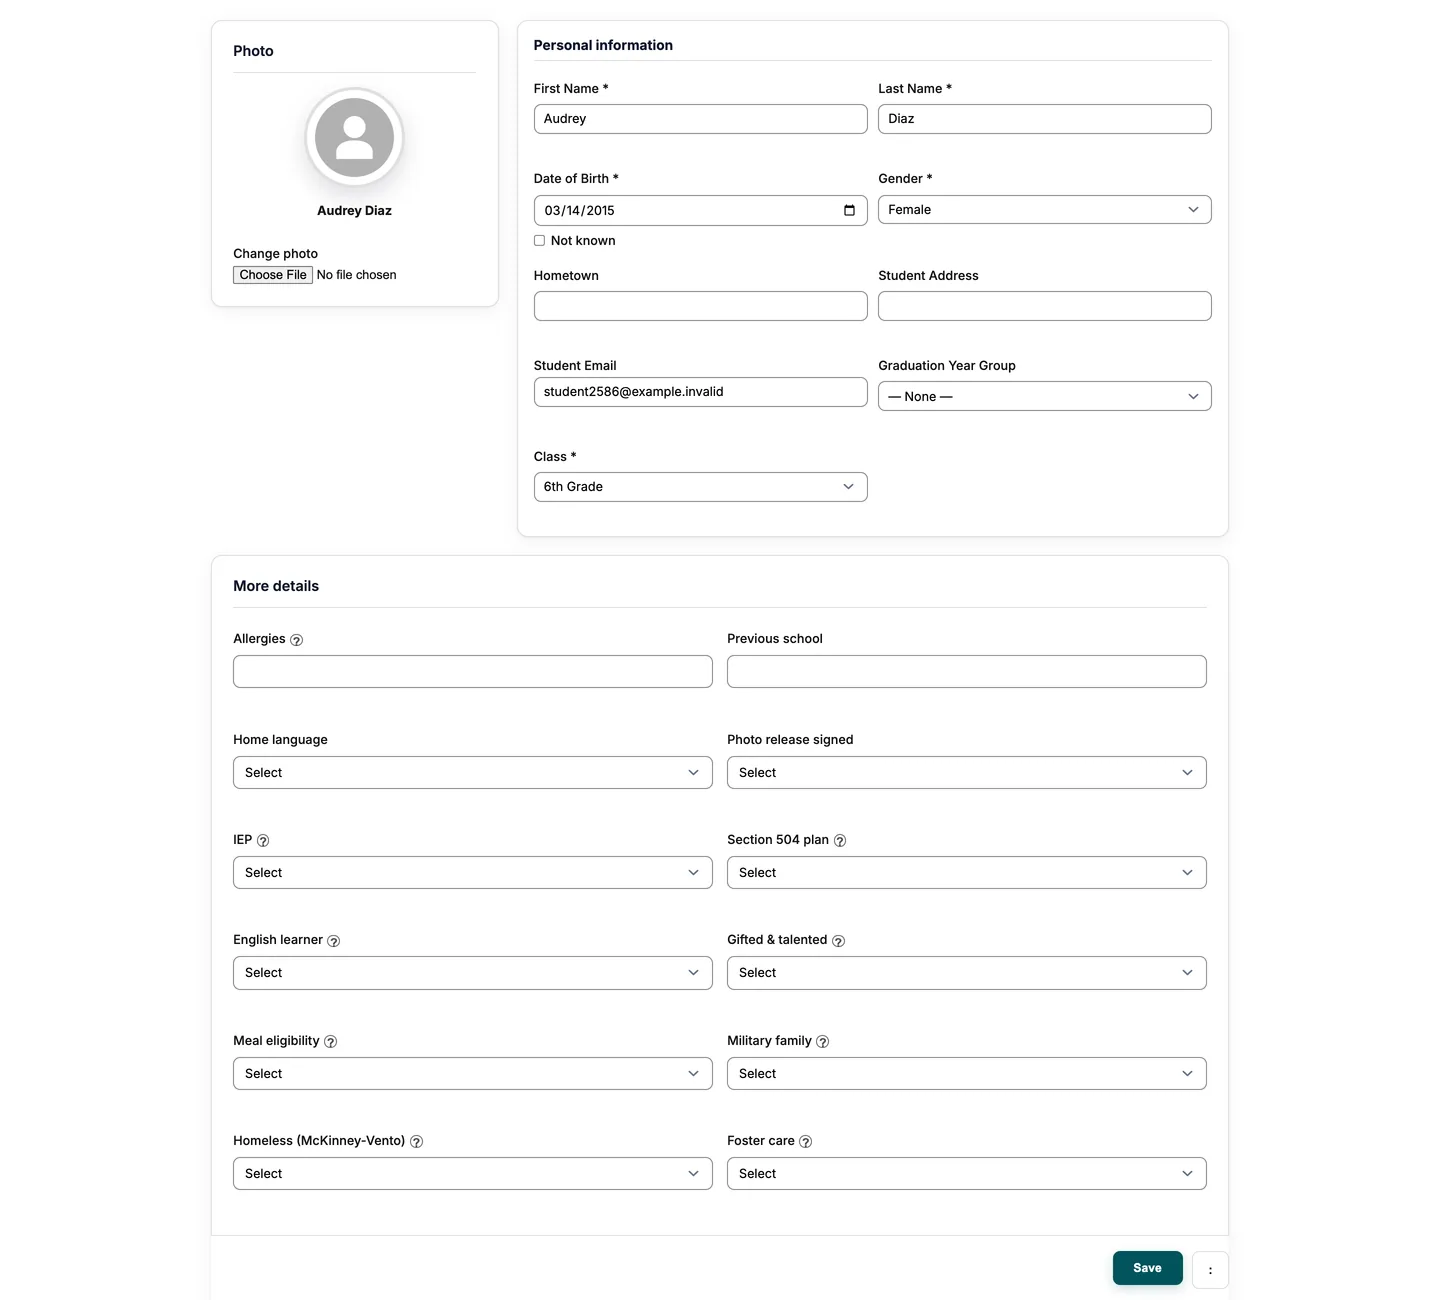 Photo
Audrey Diaz
Change photo
Choose File No file chosen
Personal information
First Name * Last Name *
Audrey Diaz
Date of Birth * Gender *
03/14/2015 Female
Not known
Hometown Student Address
Student Email Graduation Year Group
student2586@example.invalid — None —
Class *
6th Grade
More details
Allergies ? Previous school
Home language Photo release signed
Select Select
IEP ? Section 504 plan ?
Select Select
English learner ? Gifted & talented ?
Select Select
Meal eligibility ? Military family ?
Select Select
Homeless (McKinney-Vento) ? Foster care ?
Select Select
Save :